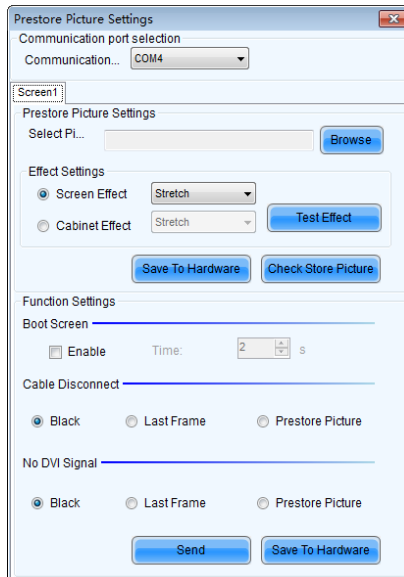 Prestore Picture Settings
Communication port selection
Communication... COM4
Screen1
Prestore Picture Settings
Select Pi... Browse
Effect Settings
Screen Effect Stretch
Cabinet Effect Stretch Test Effect
Save To Hardware Check Store Picture
Function Settings
Boot Screen
Enable Time: 2 s
Cable Disconnect
Black Last Frame Prestore Picture
No DVI Signal
Black Last Frame Prestore Picture
Send Save To Hardware